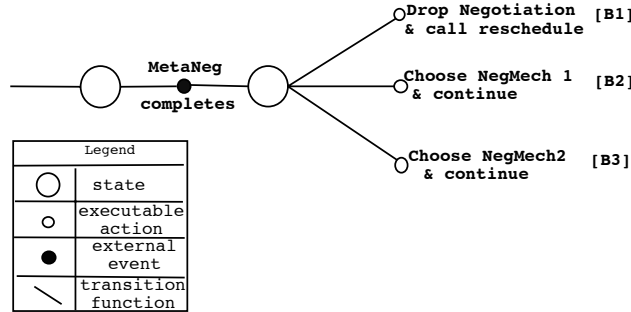 Drop Negotiation [B1]
& call reschedule
MetaNeg
completes
Choose NegMech 1 [B2]
& continue
Choose NegMech2 [B3]
& continue
Legend
state
executable
action
external
event
transition
function